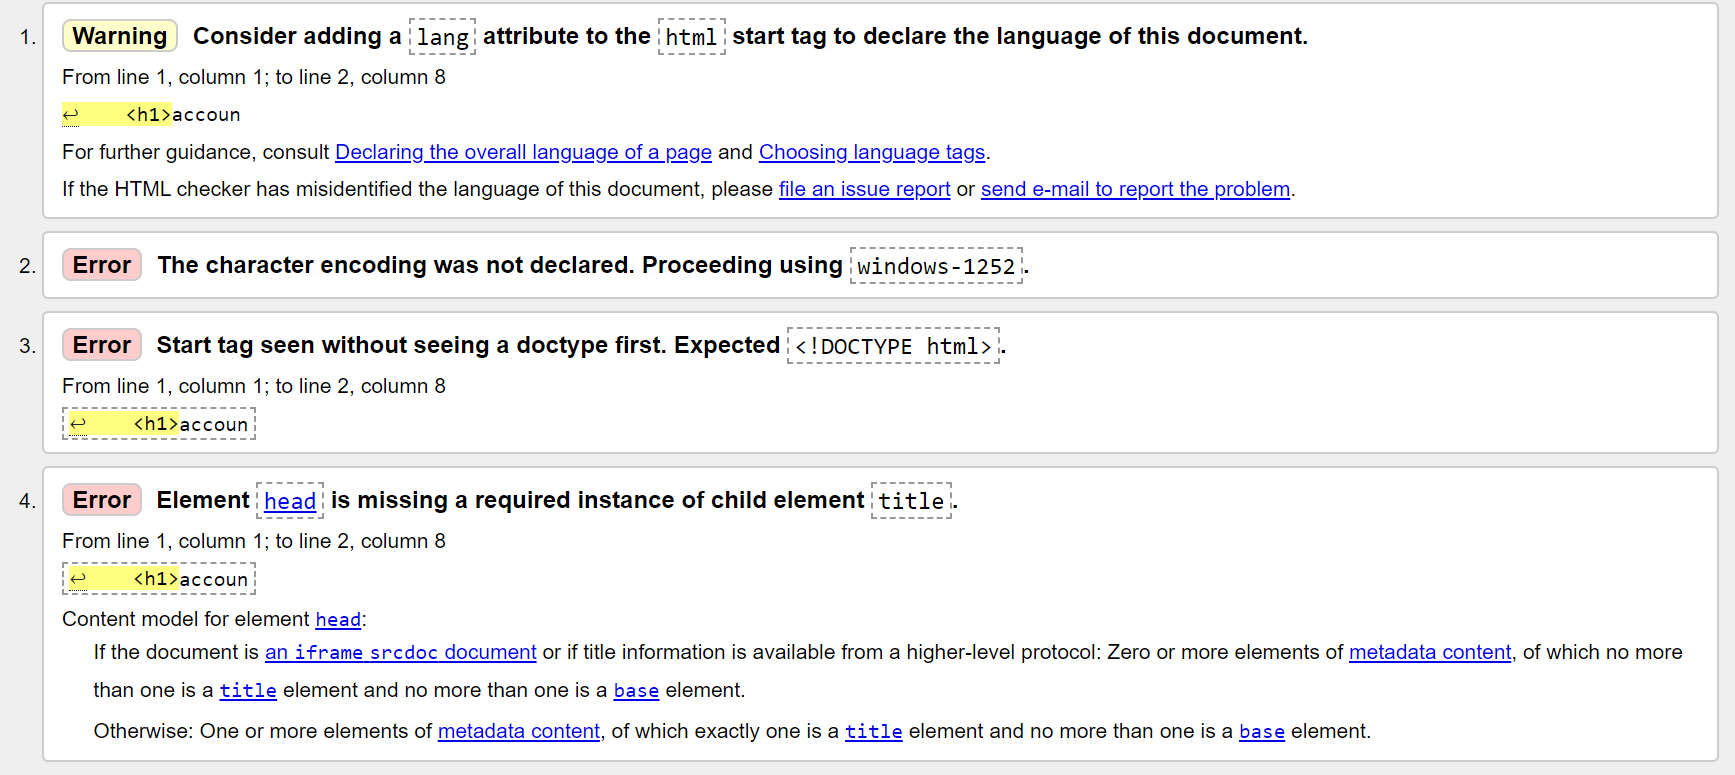 1. Warning Consider adding a lang attribute to the html start tag to declare the language of this document.
From line 1, column 1; to line 2, column 8
↩    <h1>accoun
For further guidance, consult Declaring the overall language of a page and Choosing language tags.
If the HTML checker has misidentified the language of this document, please file an issue report or send e-mail to report the problem.
2. Error The character encoding was not declared. Proceeding using windows-1252.
3. Error Start tag seen without seeing a doctype first. Expected <!DOCTYPE html>.
From line 1, column 1; to line 2, column 8
↩    <h1>accoun
4. Error Element head is missing a required instance of child element title.
From line 1, column 1; to line 2, column 8
↩    <h1>accoun
Content model for element head:
If the document is an iframe srcdoc document or if title information is available from a higher-level protocol: Zero or more elements of metadata content, of which no more
than one is a title element and no more than one is a base element.
Otherwise: One or more elements of metadata content, of which exactly one is a title element and no more than one is a base element.